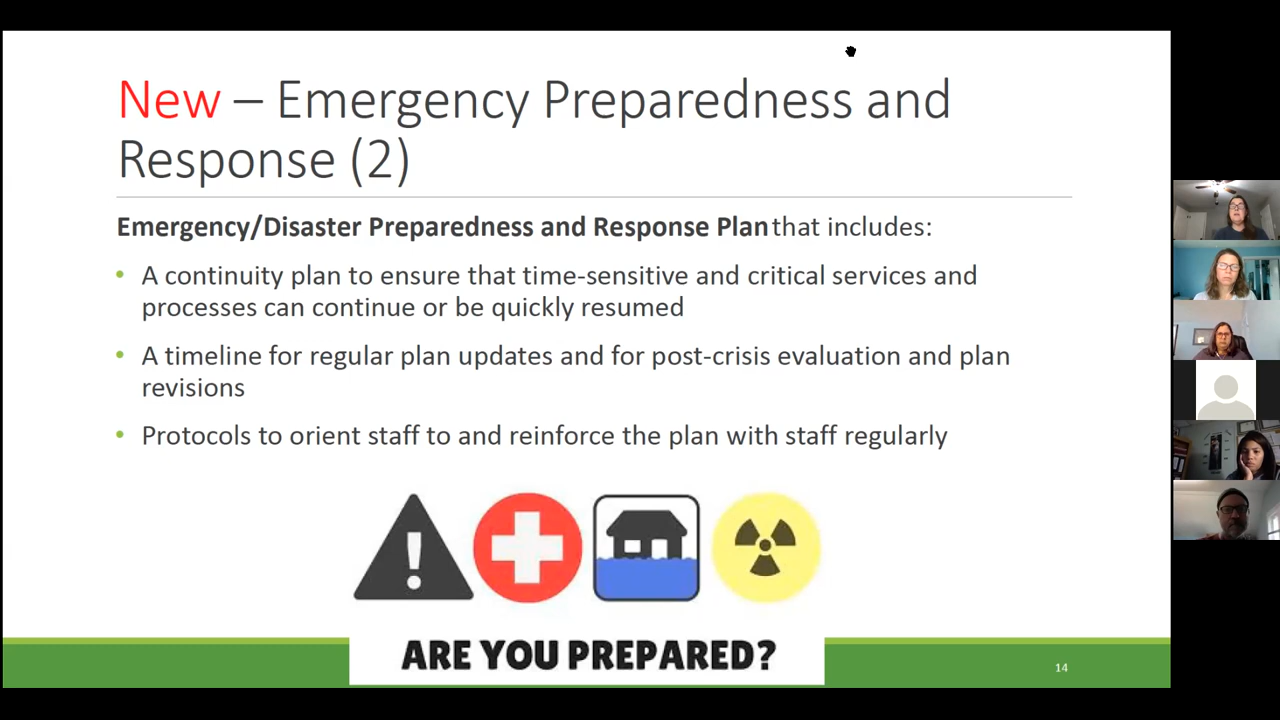 New – Emergency Preparedness and
Response (2)
Emergency/Disaster Preparedness and Response Plan that includes:
• A continuity plan to ensure that time-sensitive and critical services and
processes can continue or be quickly resumed
• A timeline for regular plan updates and for post-crisis evaluation and plan
revisions
• Protocols to orient staff to and reinforce the plan with staff regularly
ARE YOU PREPARED?
14